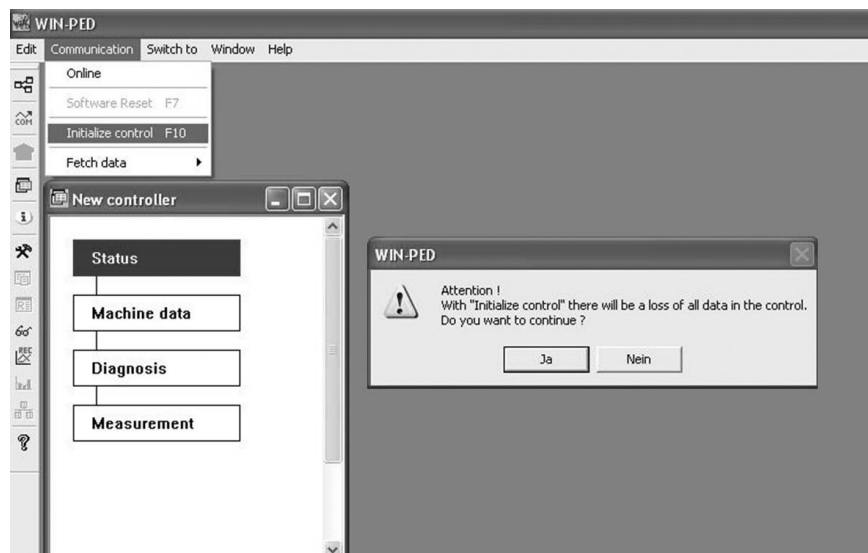 WIN-PED
Edit Communication Switch to Window Help
Online
Software Reset F7
Initialize control F10
Fetch data
COM
New controller
Status
Machine data
Diagnosis
Measurement
REC
WIN-PED
Attention !
With "Initialize control" there will be a loss of all data in the control.
Do you want to continue ?
Ja Nein